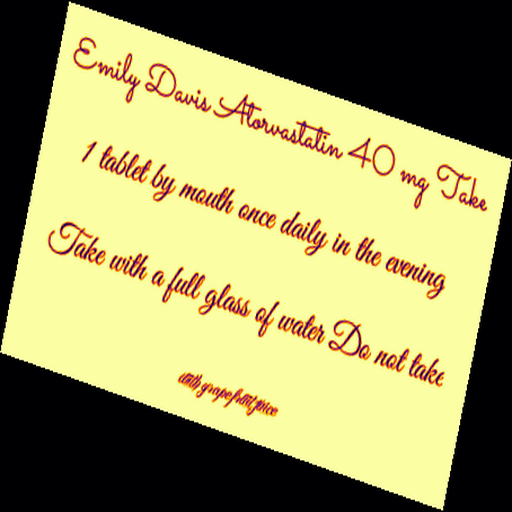 Emily Davis Atorvastatin 40 mg Take
1 tablet by mouth once daily in the evening
Take with a full glass of water Do not take
with grapefruit juice